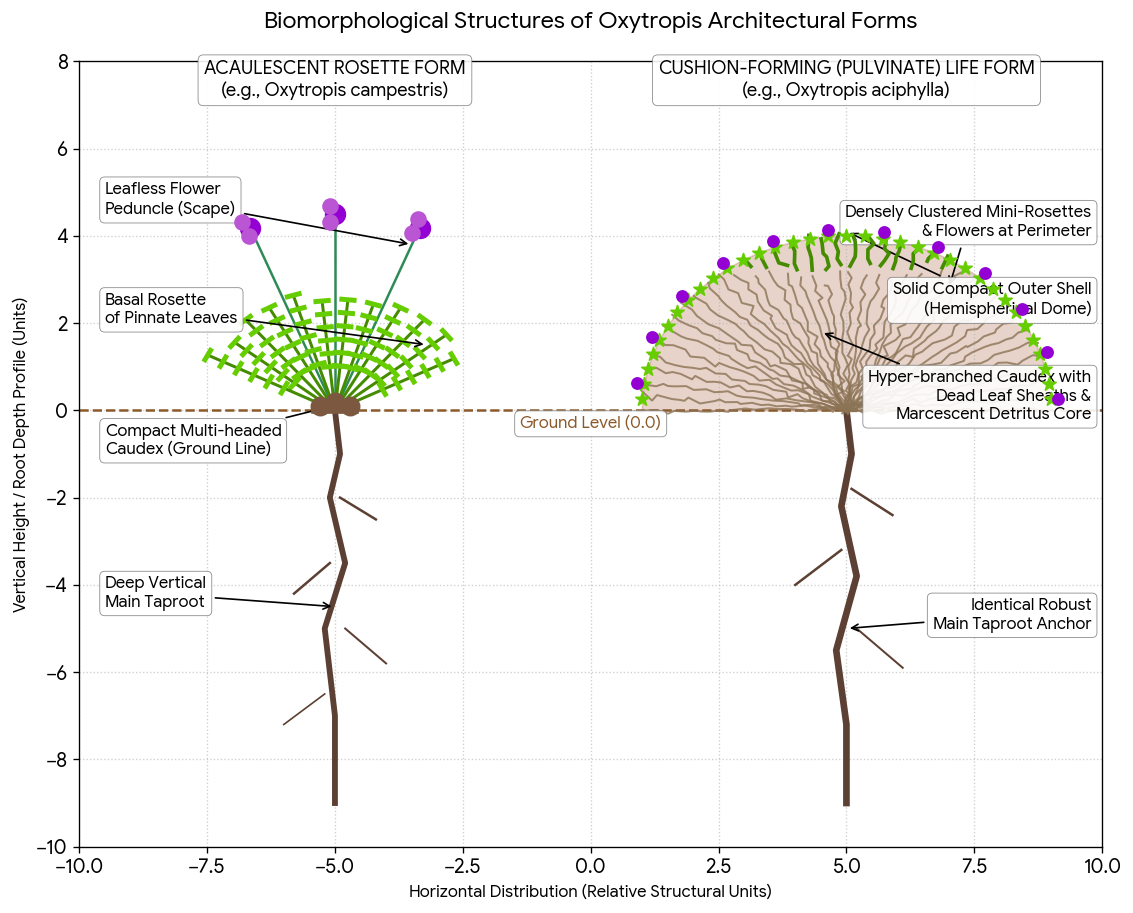 Biomorphological Structures of Oxytropis Architectural Forms
ACAULESCENT ROSETTE FORM
(e.g., Oxytropis campestris)
CUSHION-FORMING (PULVINATE) LIFE FORM
(e.g., Oxytropis aciphylla)
Leafless Flower
Peduncle (Scape)
Densely Clustered Mini-Rosettes
& Flowers at Perimeter
Basal Rosette
of Pinnate Leaves
Solid Compact Outer Shell
(Hemispherical Dome)
Hyper-branched Caudex with
Dead Leaf Sheaths &
Marcescent Detritus Core
Compact Multi-headed
Caudex (Ground Line)
Ground Level (0.0)
Deep Vertical
Main Taproot
Identical Robust
Main Taproot Anchor
Vertical Height / Root Depth Profile (Units)
8
6
4
2
0
−2
−4
−6
−8
−10
−10.0 −7.5 −5.0 −2.5 0.0 2.5 5.0 7.5 10.0
Horizontal Distribution (Relative Structural Units)